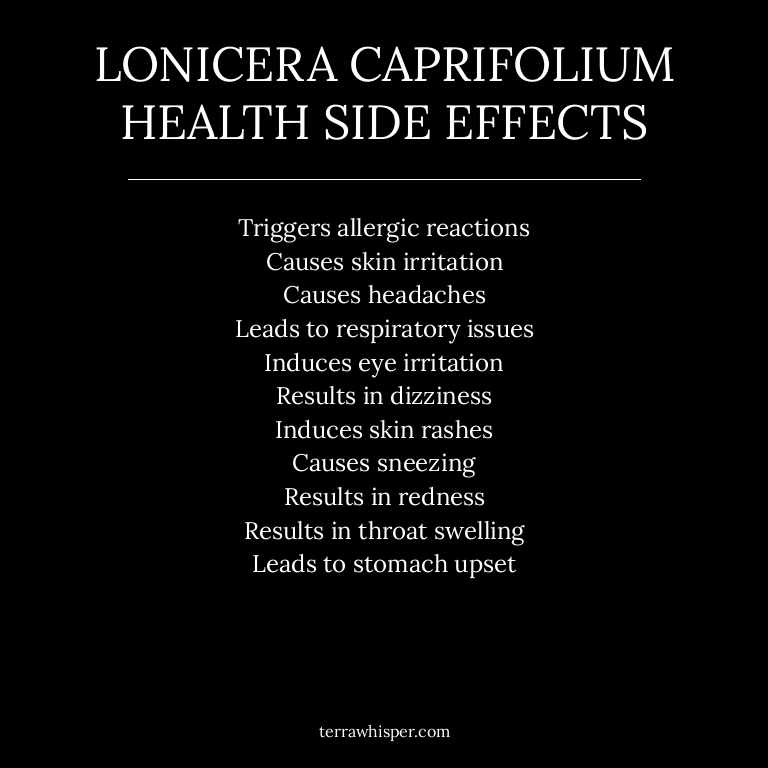 LONICERA CAPRIFOLIUM
HEALTH SIDE EFFECTS
Triggers allergic reactions
Causes skin irritation
Causes headaches
Leads to respiratory issues
Induces eye irritation
Results in dizziness
Induces skin rashes
Causes sneezing
Results in redness
Results in throat swelling
Leads to stomach upset
terrawhisper.com